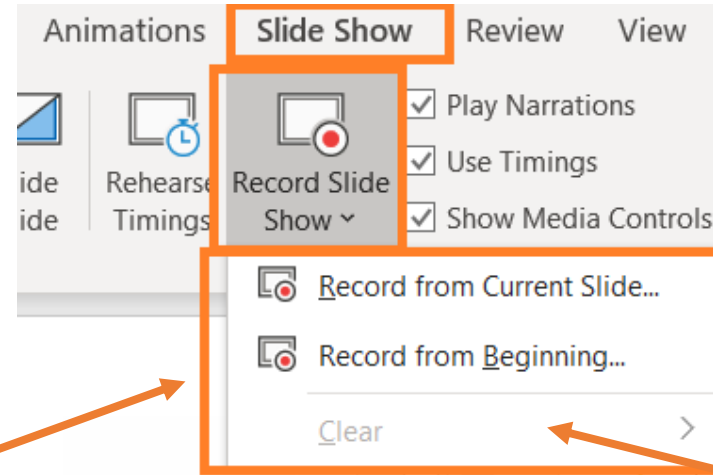 Animations Slide Show Review View
Play Narrations
Use Timings
ide Rehearse Record Slide
ide Timings Show Show Media Controls
Record from Current Slide...
Record from Beginning...
Clear